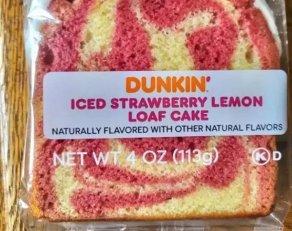 DUNKIN'
ICED STRAWBERRY LEMON
LOAF CAKE
NATURALLY FLAVORED WITH OTHER NATURAL FLAVORS
NET WT 4 OZ (113g) K D